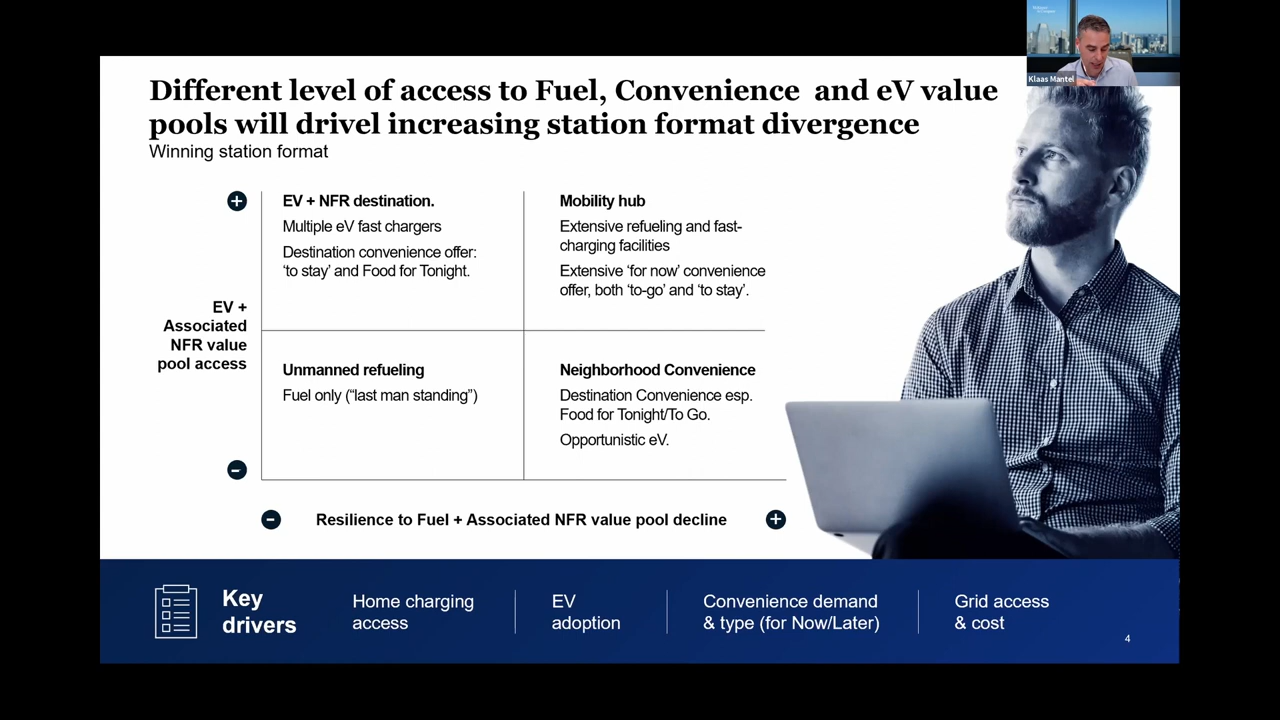 Klaas Mantel
Different level of access to Fuel, Convenience and eV value
pools will drivel increasing station format divergence
Winning station format
+
EV + NFR destination.
Multiple eV fast chargers
Destination convenience offer:
‘to stay’ and Food for Tonight.
Mobility hub
Extensive refueling and fast-
charging facilities
Extensive ‘for now’ convenience
offer, both ‘to-go’ and ‘to stay’.
EV +
Associated
NFR value
pool access
Unmanned refueling
Fuel only (“last man standing”)
Neighborhood Convenience
Destination Convenience esp.
Food for Tonight/To Go.
Opportunistic eV.
-
-
Resilience to Fuel + Associated NFR value pool decline
+
Key
drivers
Home charging
access
EV
adoption
Convenience demand
& type (for Now/Later)
Grid access
& cost
4